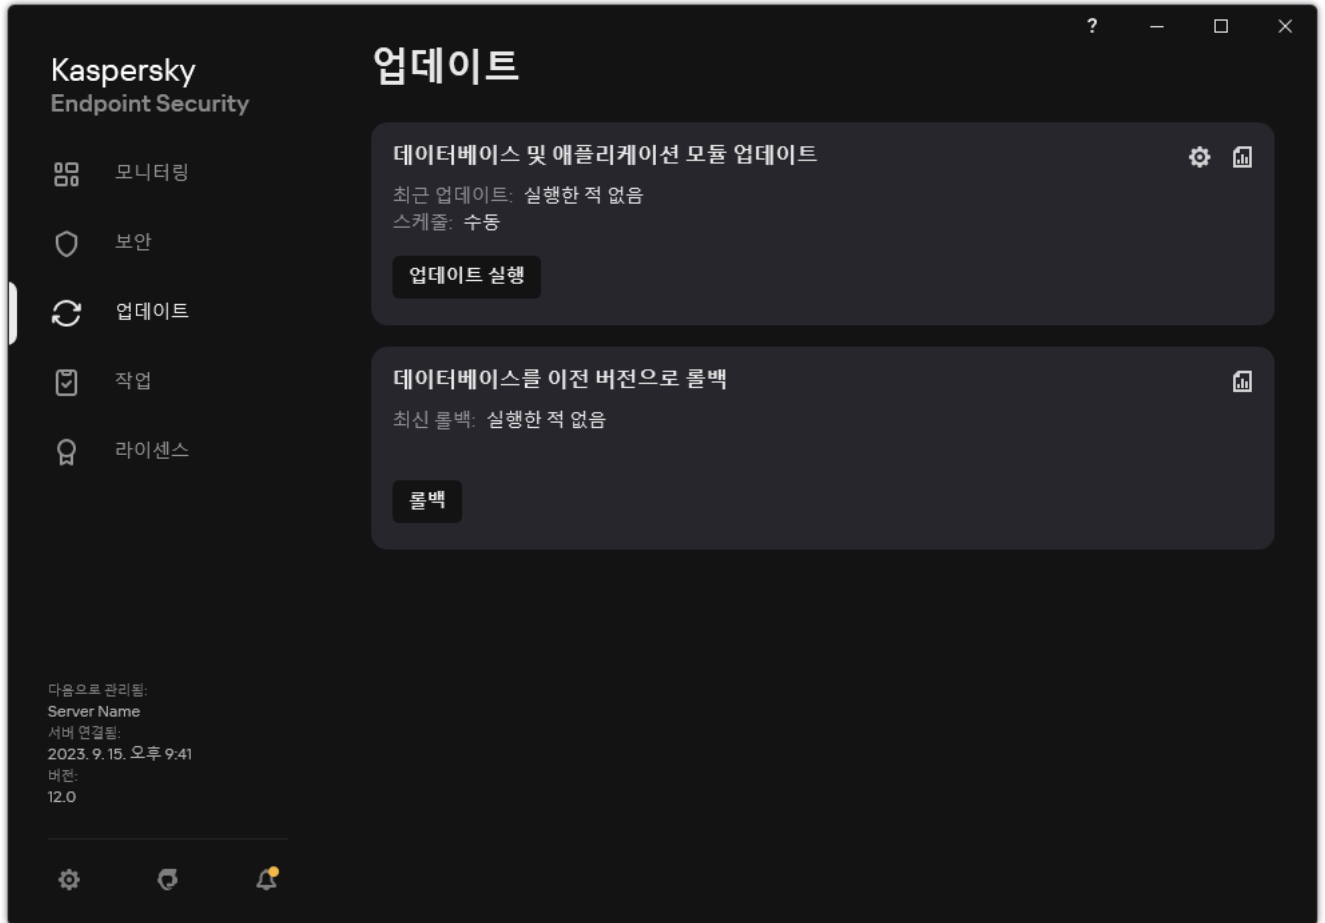 ?
Kaspersky
Endpoint Security
모니터링
보안
업데이트
작업
라이센스
다음으로 관리됨:
Server Name
서버 연결됨:
2023. 9. 15. 오후 9:41
버전:
12.0
업데이트
데이터베이스 및 애플리케이션 모듈 업데이트
최근 업데이트: 실행한 적 없음
스케줄: 수동
업데이트 실행
데이터베이스를 이전 버전으로 롤백
최신 롤백: 실행한 적 없음
롤백